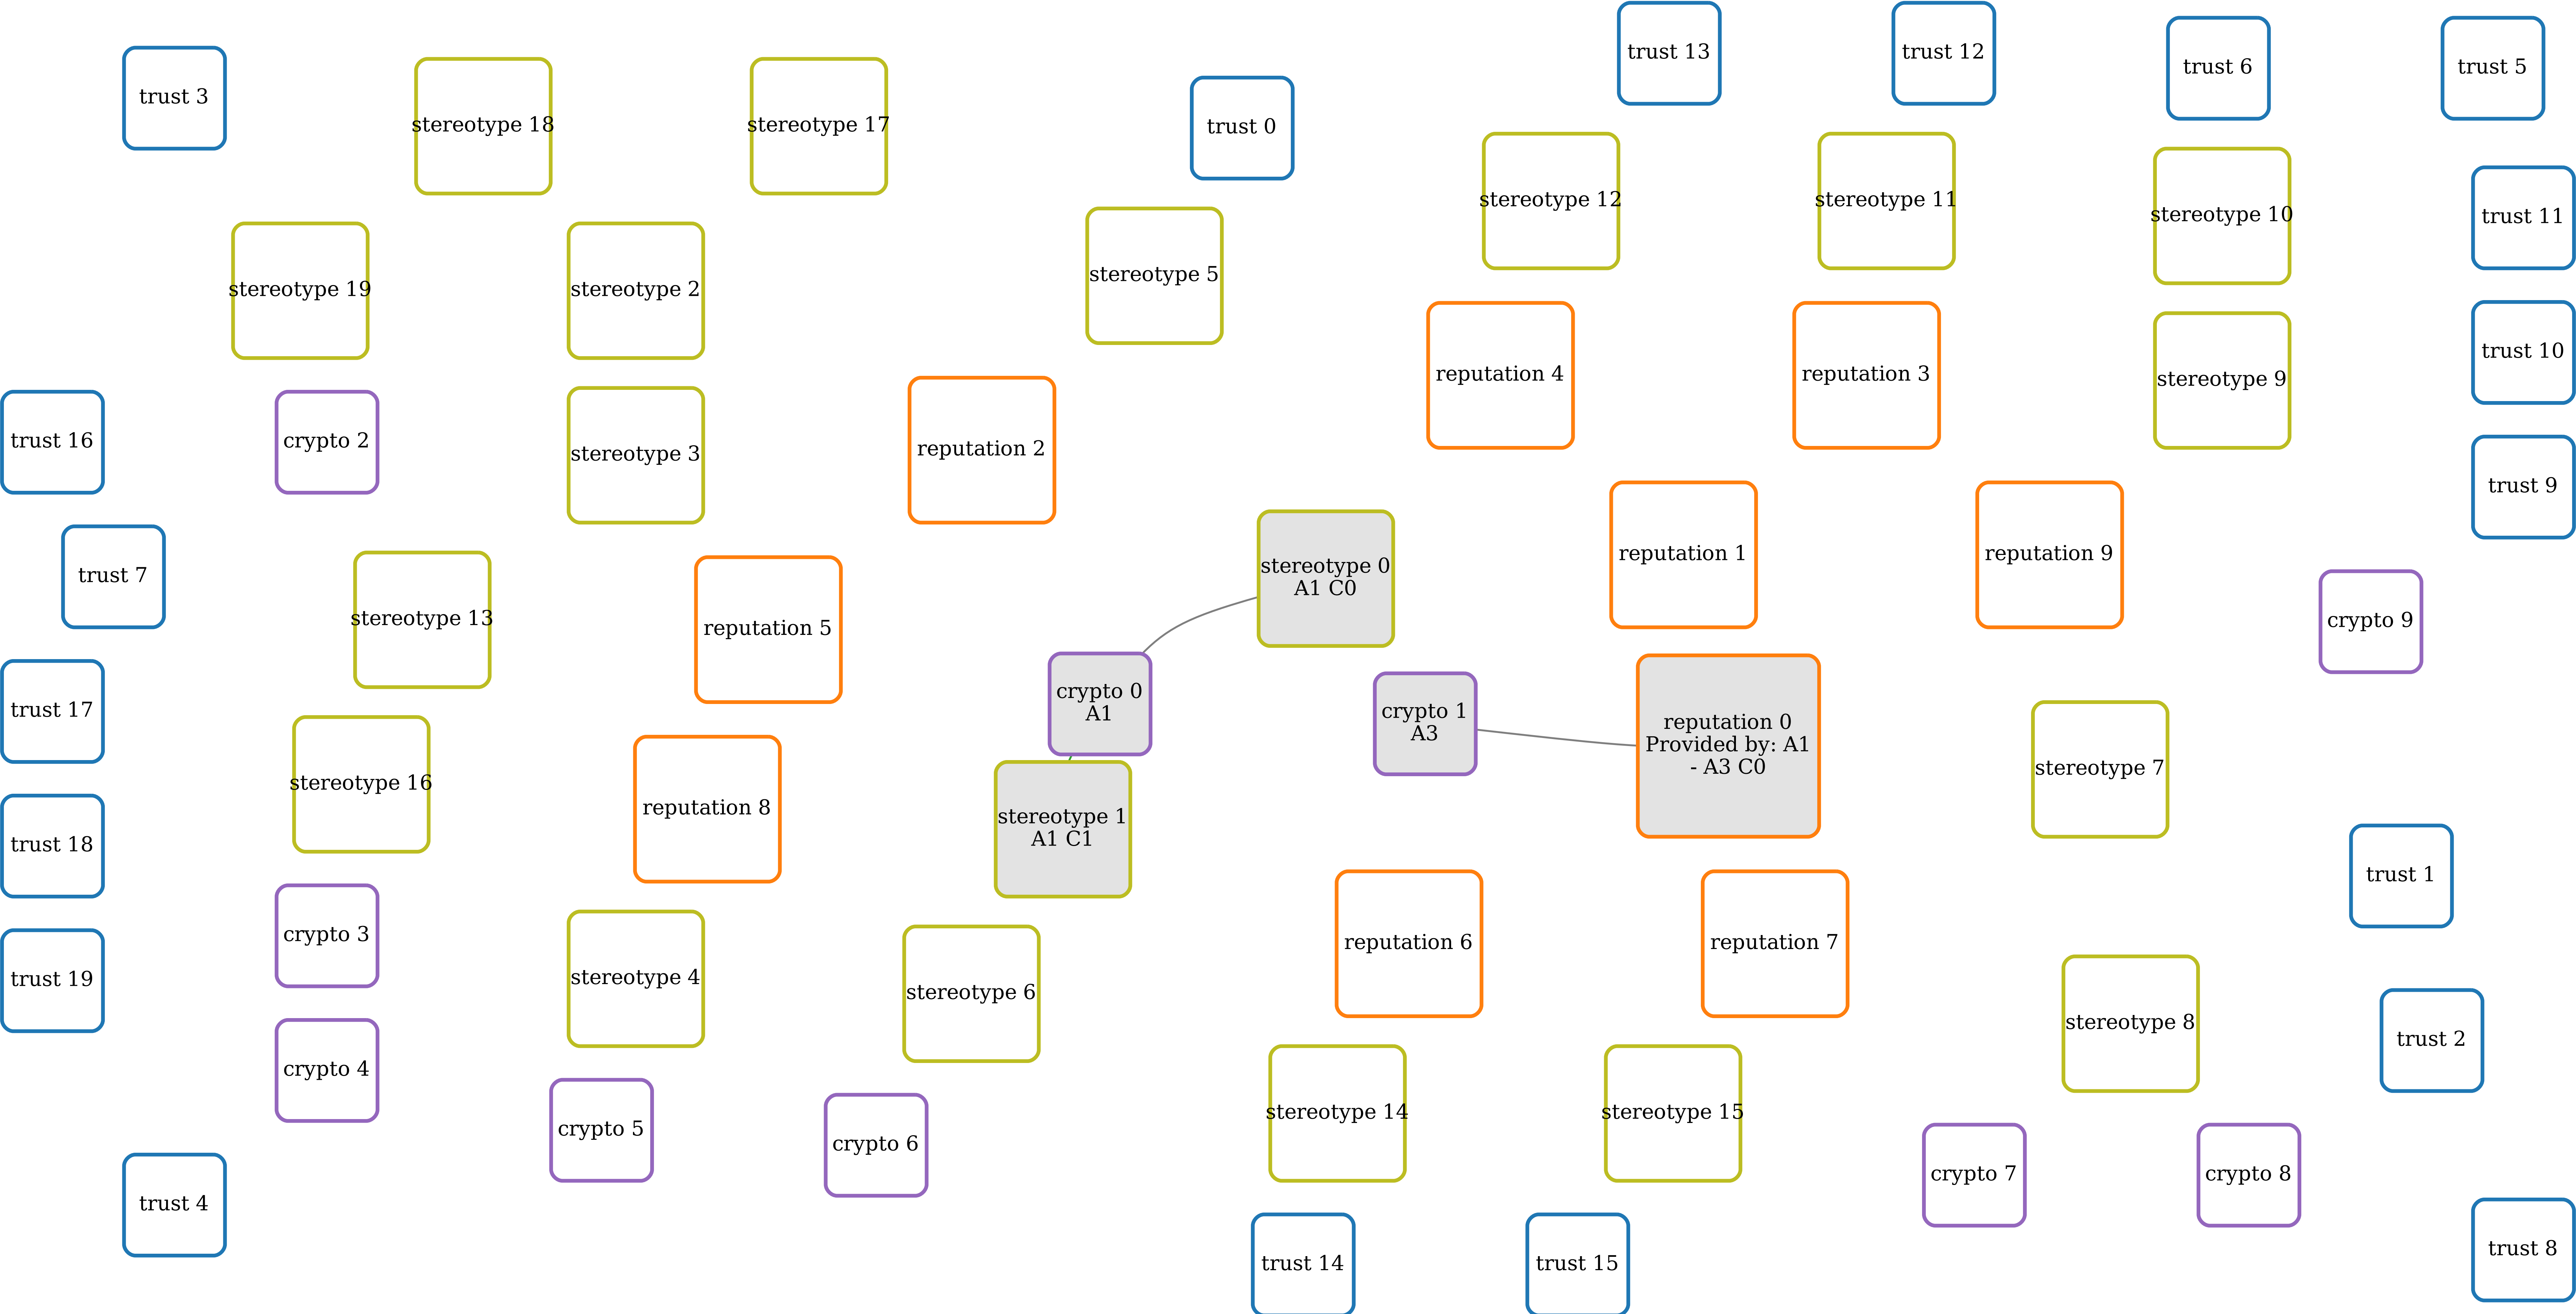 trust 13
trust 12
trust 6
trust 5
trust 3
stereotype 18
stereotype 17
trust 0
stereotype 12
stereotype 11
stereotype 10
trust 11
stereotype 19
stereotype 2
stereotype 5
reputation 4
reputation 3
stereotype 9
trust 10
trust 16
crypto 2
stereotype 3
reputation 2
trust 9
trust 7
stereotype 13
reputation 5
stereotype 0
A1 C0
reputation 1
reputation 9
crypto 9
trust 17
crypto 0
A1
crypto 1
A3
reputation 0
Provided by: A1
- A3 C0
stereotype 7
stereotype 16
reputation 8
stereotype 1
A1 C1
trust 18
trust 1
crypto 3
stereotype 4
stereotype 6
reputation 6
reputation 7
trust 19
stereotype 8
trust 2
crypto 4
crypto 5
crypto 6
stereotype 14
stereotype 15
crypto 7
crypto 8
trust 4
trust 14
trust 15
trust 8